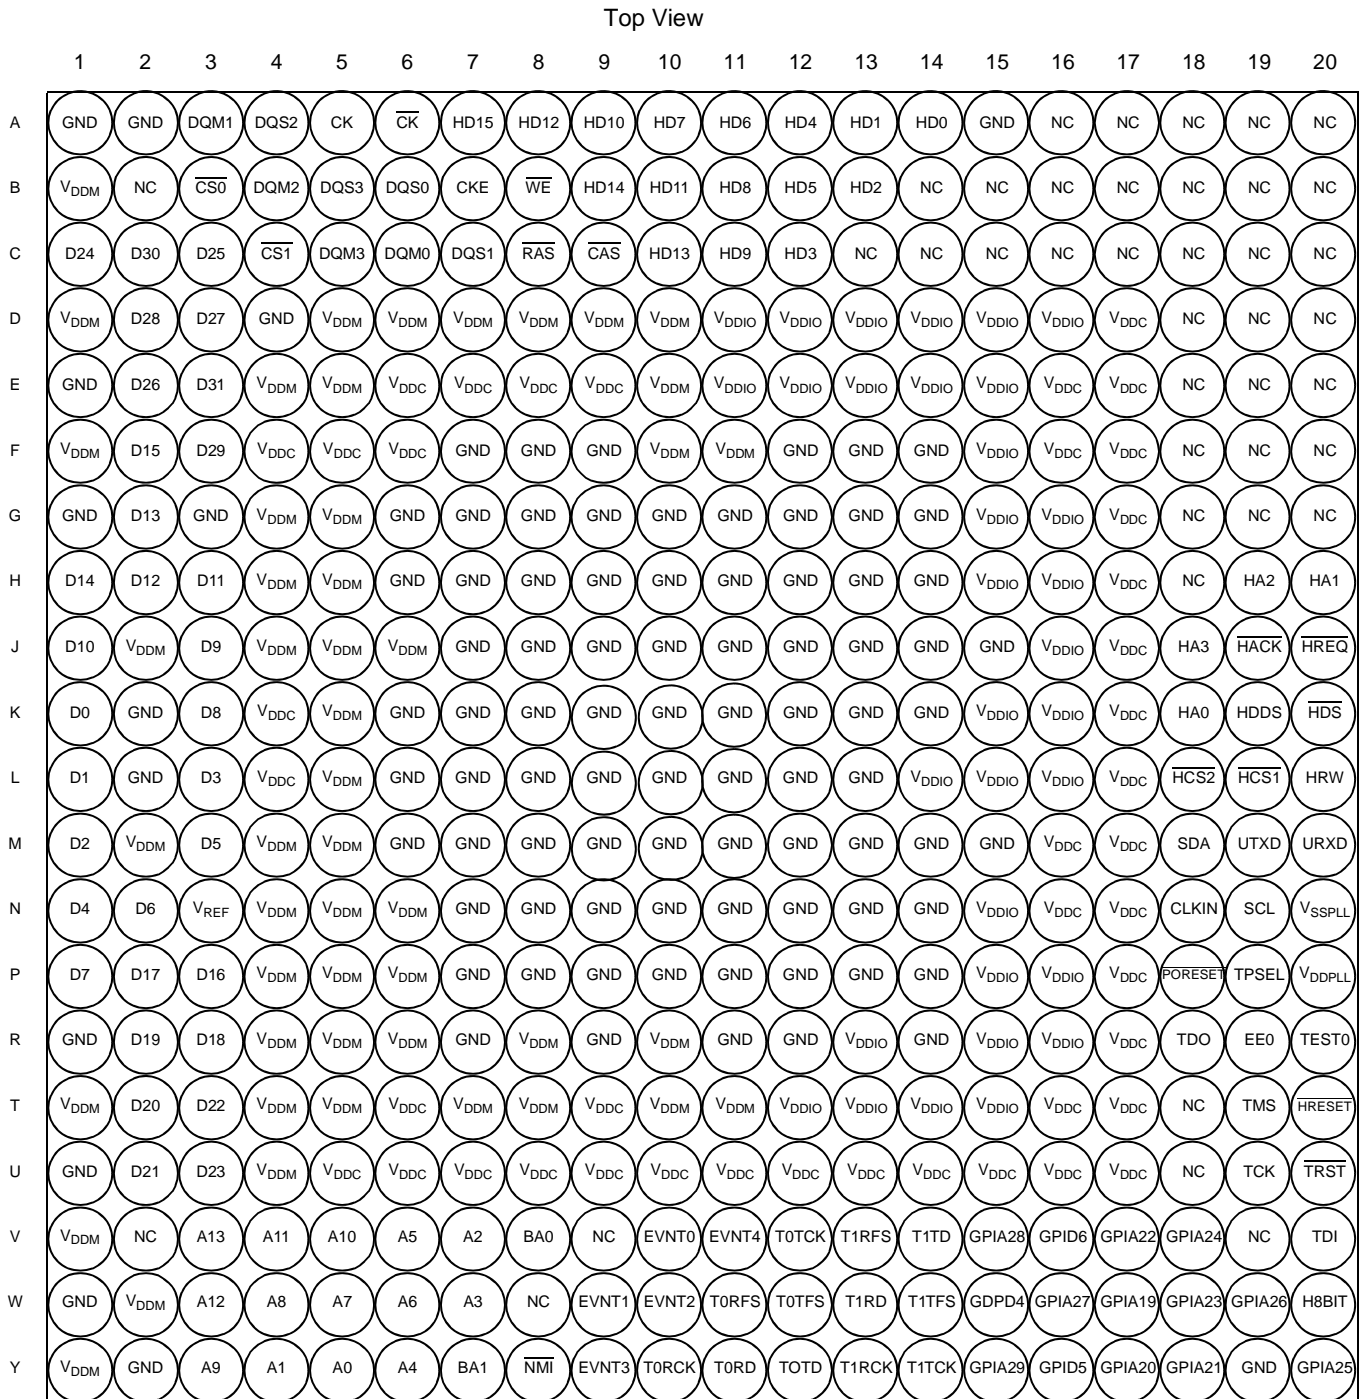 Top View
1 2 3 4 5 6 7 8 9 10 11 12 13 14 15 16 17 18 19 20
A GND GND DQM1 DQS2 CK CK HD15 HD12 HD10 HD7 HD6 HD4 HD1 HD0 GND NC NC NC NC NC
B VDDM NC CS0 DQM2 DQS3 DQS0 CKE WE HD14 HD11 HD8 HD5 HD2 NC NC NC NC NC NC NC
C D24 D30 D25 CS1 DQM3 DQM0 DQS1 RAS CAS HD13 HD9 HD3 NC NC NC NC NC NC NC NC
D VDDM D28 D27 GND VDDM VDDM VDDM VDDM VDDM VDDM VDDIO VDDIO VDDIO VDDIO VDDIO VDDIO VDDC NC NC NC
E GND D26 D31 VDDM VDDM VDDC VDDC VDDC VDDC VDDM VDDIO VDDIO VDDIO VDDIO VDDIO VDDC VDDC NC NC NC
F VDDM D15 D29 VDDC VDDC VDDC GND GND GND VDDM VDDM GND GND GND VDDIO VDDC VDDC NC NC NC
G GND D13 GND VDDM VDDM GND GND GND GND GND GND GND GND GND VDDIO VDDIO VDDC NC NC NC
H D14 D12 D11 VDDM VDDM GND GND GND GND GND GND GND GND GND VDDIO VDDIO VDDC NC HA2 HA1
J D10 VDDM D9 VDDM VDDM VDDM GND GND GND GND GND GND GND GND GND VDDIO VDDC HA3 HACK HREQ
K D0 GND D8 VDDC VDDM GND GND GND GND GND GND GND GND GND VDDIO VDDIO VDDC HA0 HDDS HDS
L D1 GND D3 VDDC VDDM GND GND GND GND GND GND GND GND VDDIO VDDIO VDDIO VDDC HCS2 HCS1 HRW
M D2 VDDM D5 VDDM VDDM GND GND GND GND GND GND GND GND GND GND VDDC VDDC SDA UTXD URXD
N D4 D6 VREF VDDM VDDM VDDM GND GND GND GND GND GND GND GND VDDIO VDDC VDDC CLKIN SCL VSSPLL
P D7 D17 D16 VDDM VDDM VDDM GND GND GND GND GND GND GND GND VDDIO VDDIO VDDC PORESET TPSEL VDDPLL
R GND D19 D18 VDDM VDDM VDDM GND VDDM GND VDDM GND GND VDDIO GND VDDIO VDDIO VDDC TDO EE0 TEST0
T VDDM D20 D22 VDDM VDDM VDDC VDDM VDDM VDDC VDDM VDDM VDDIO VDDIO VDDIO VDDIO VDDC VDDC NC TMS HRESET
U GND D21 D23 VDDM VDDC VDDC VDDC VDDC VDDC VDDC VDDC VDDC VDDC VDDC VDDC VDDC VDDC NC TCK TRST
V VDDM NC A13 A11 A10 A5 A2 BA0 NC EVNT0 EVNT4 T0TCK T1RFS T1TD GPIA28 GPID6 GPIA22 GPIA24 NC TDI
W GND VDDM A12 A8 A7 A6 A3 NC EVNT1 EVNT2 T0RFS T0TFS T1RD T1TFS GDPD4 GPIA27 GPIA19 GPIA23 GPIA26 H8BIT
Y VDDM GND A9 A1 A0 A4 BA1 NMI EVNT3 T0RCK T0RD TOTD T1RCK T1TCK GPIA29 GPID5 GPIA20 GPIA21 GND GPIA25